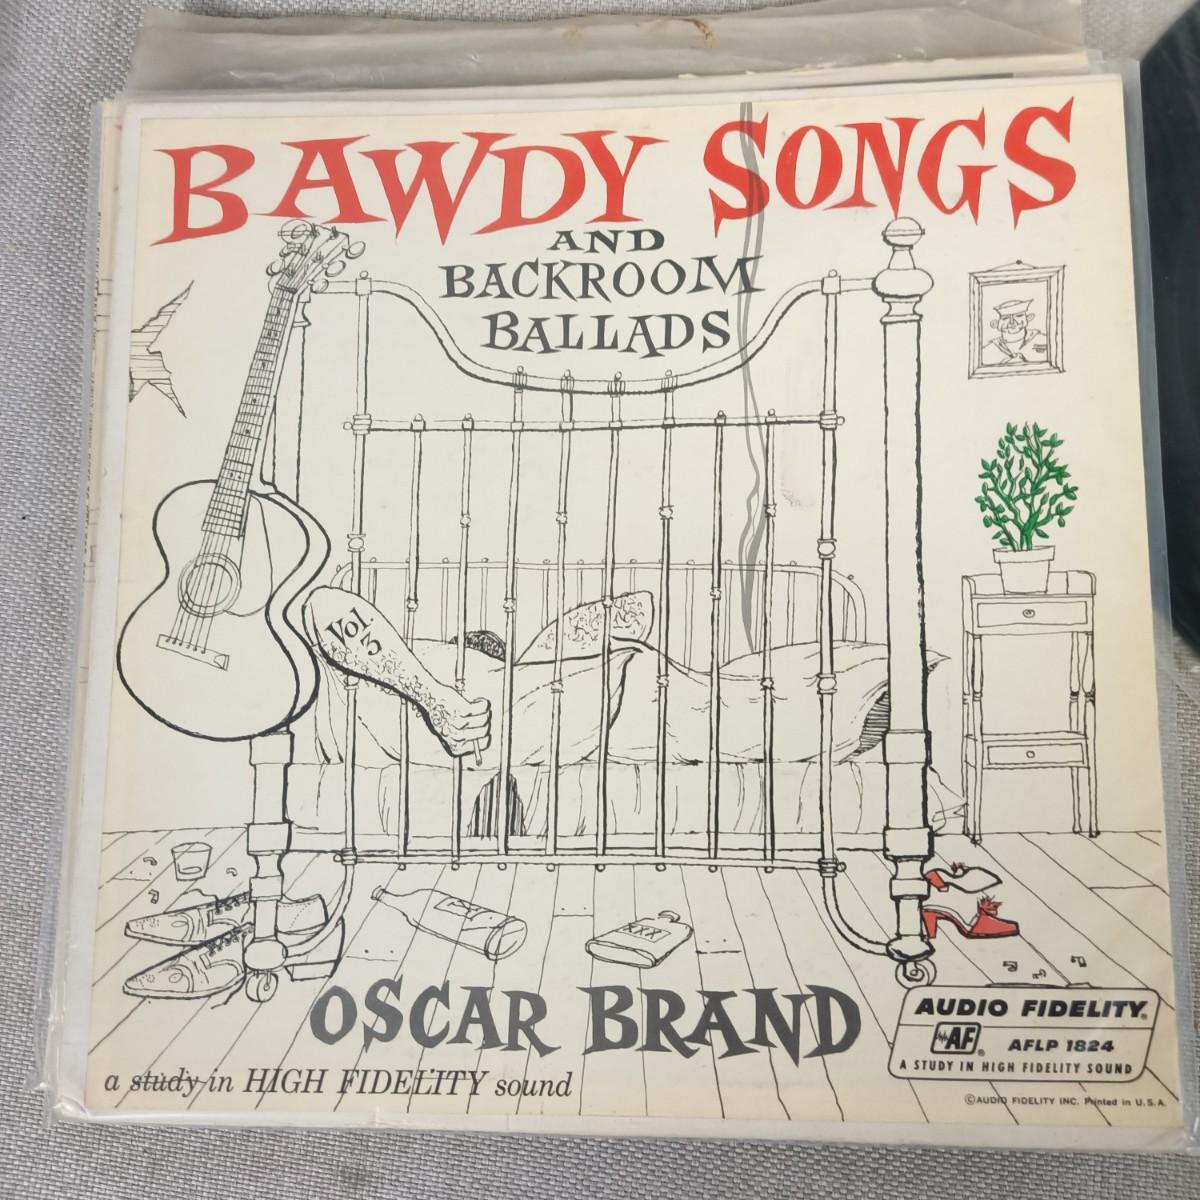 BAWDY SONGS
AND
BACKROOM
BALLADS
Vol.
3
XXX
OSCAR BRAND
a study in HIGH FIDELITY sound
AUDIO FIDELITY®
AF®
AFLP 1824
A STUDY IN HIGH FIDELITY SOUND
©AUDIO FIDELITY INC. Printed in U.S.A.